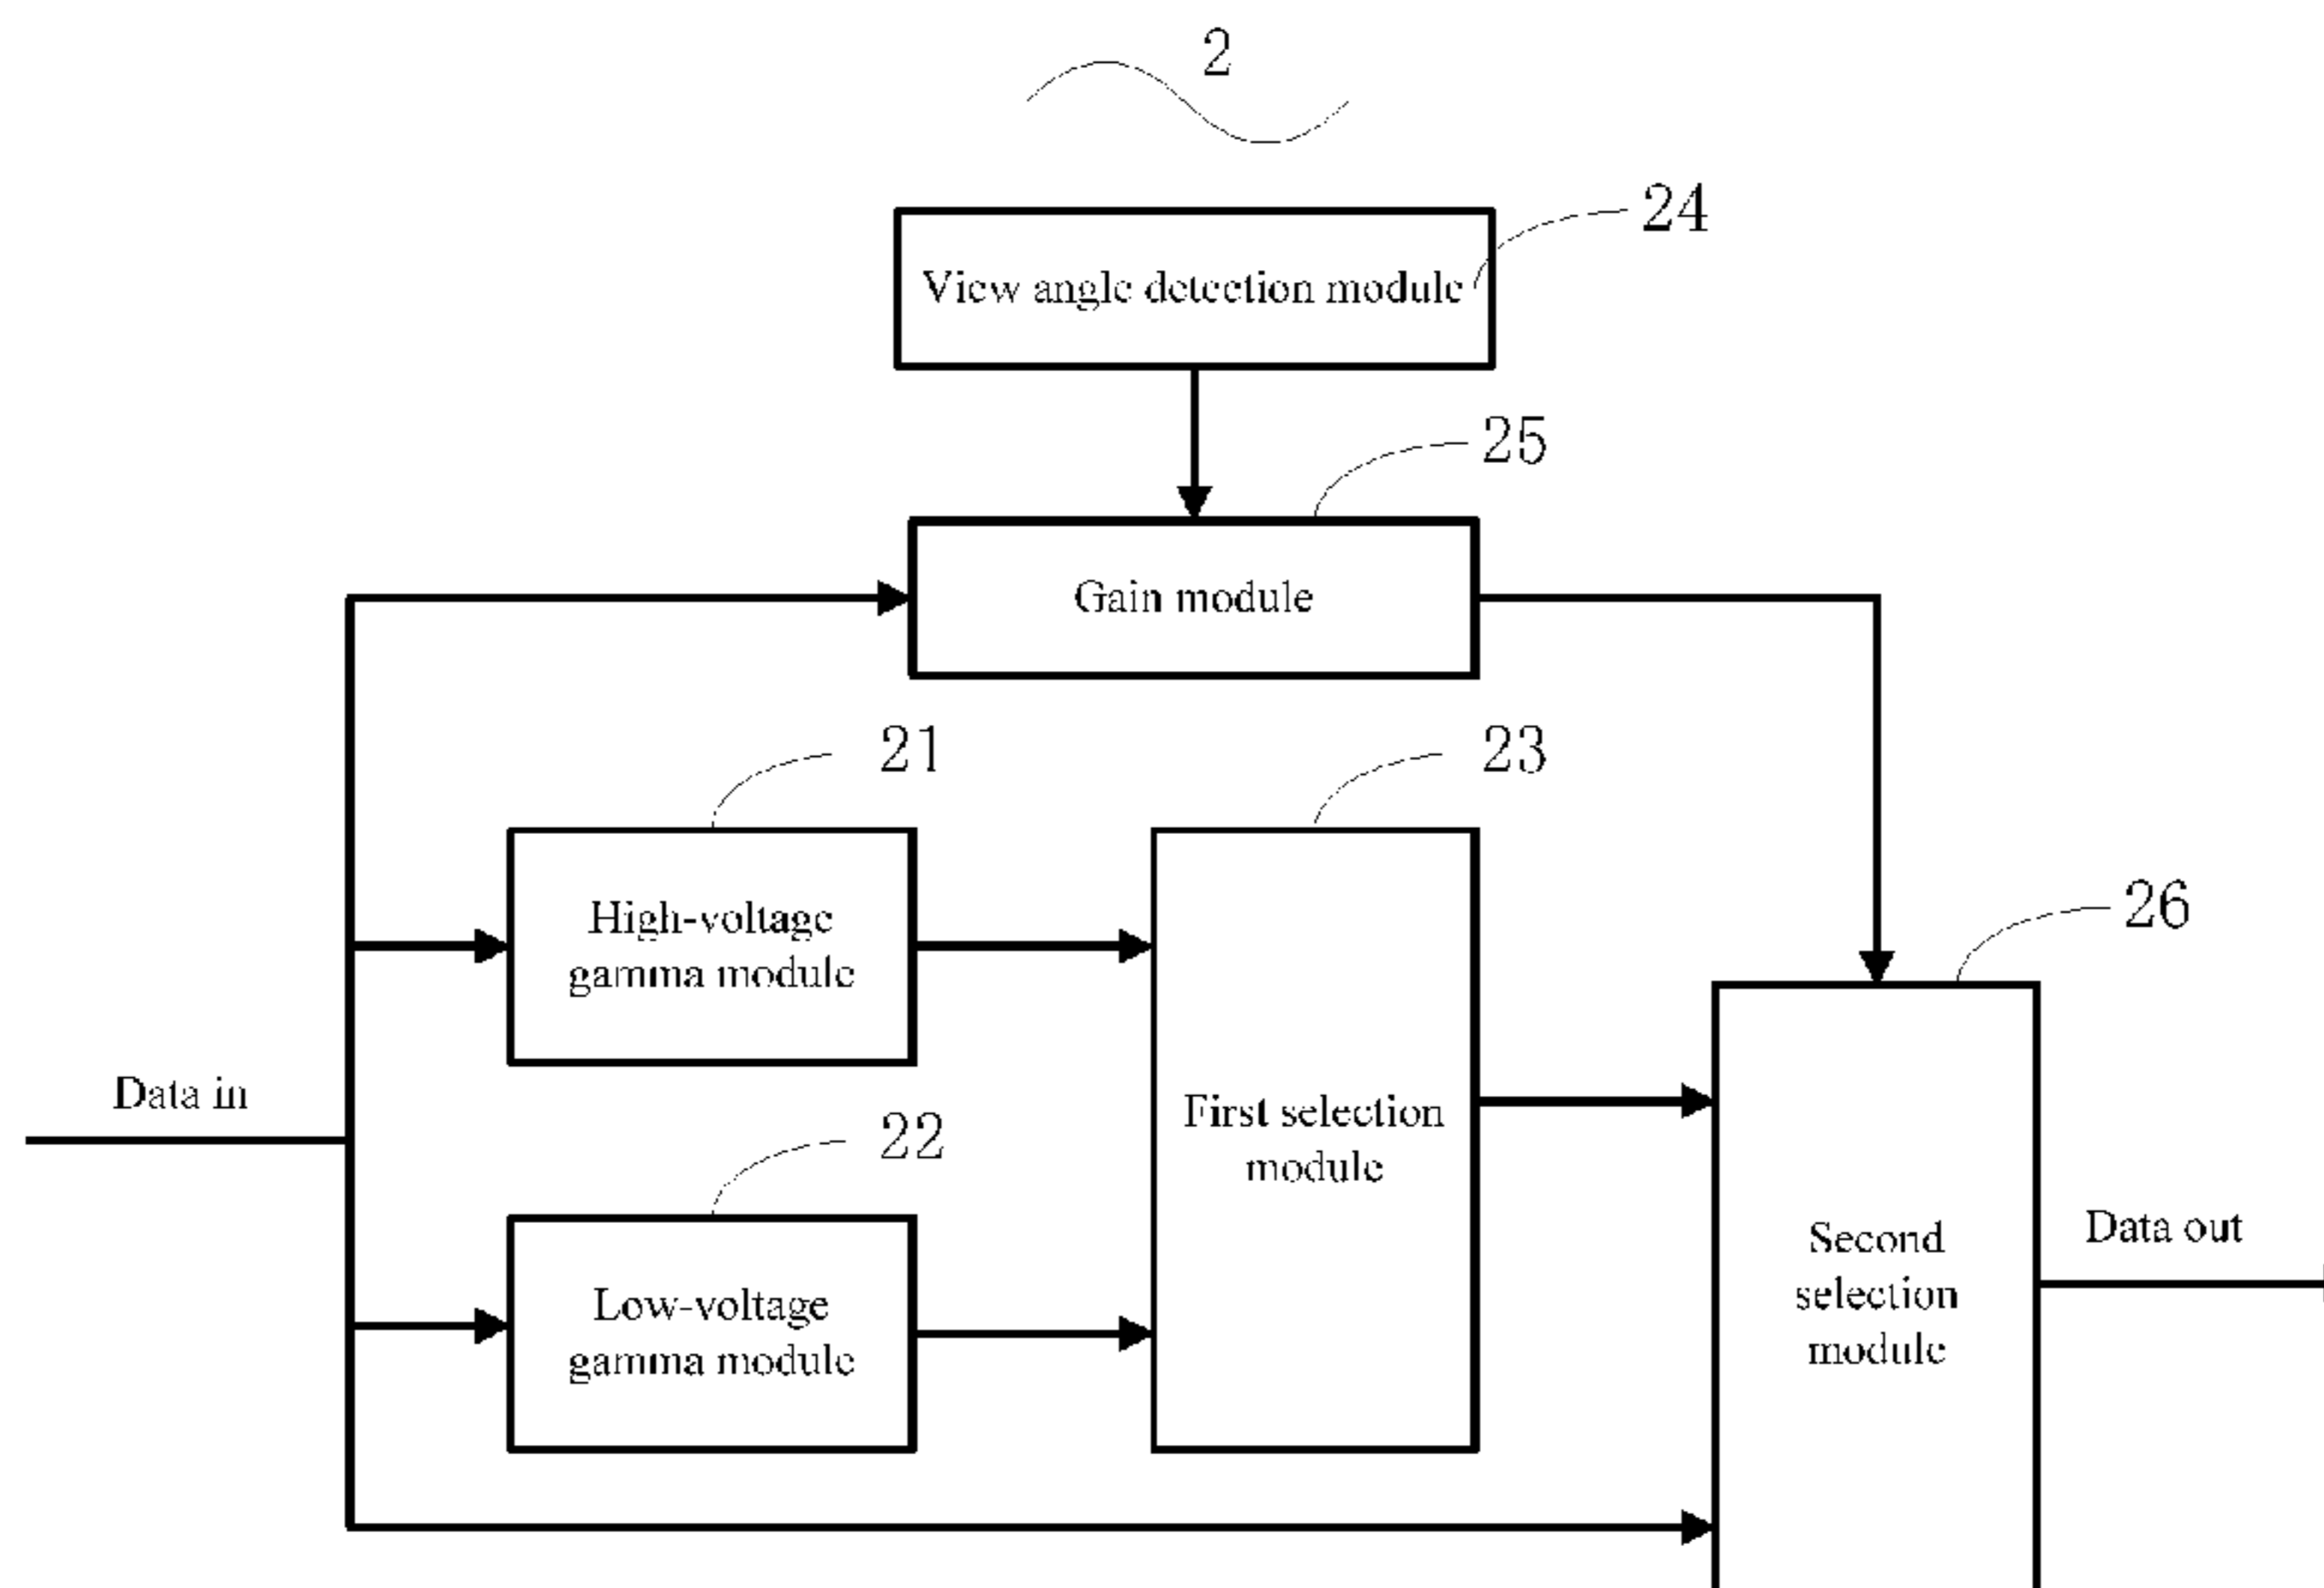 2
24
View angle detection module
25
Gain module
21
23
High-voltage
gamma module
26
Data in
22
First selection
module
Low-voltage
gamma module
Second
selection
module
Data out